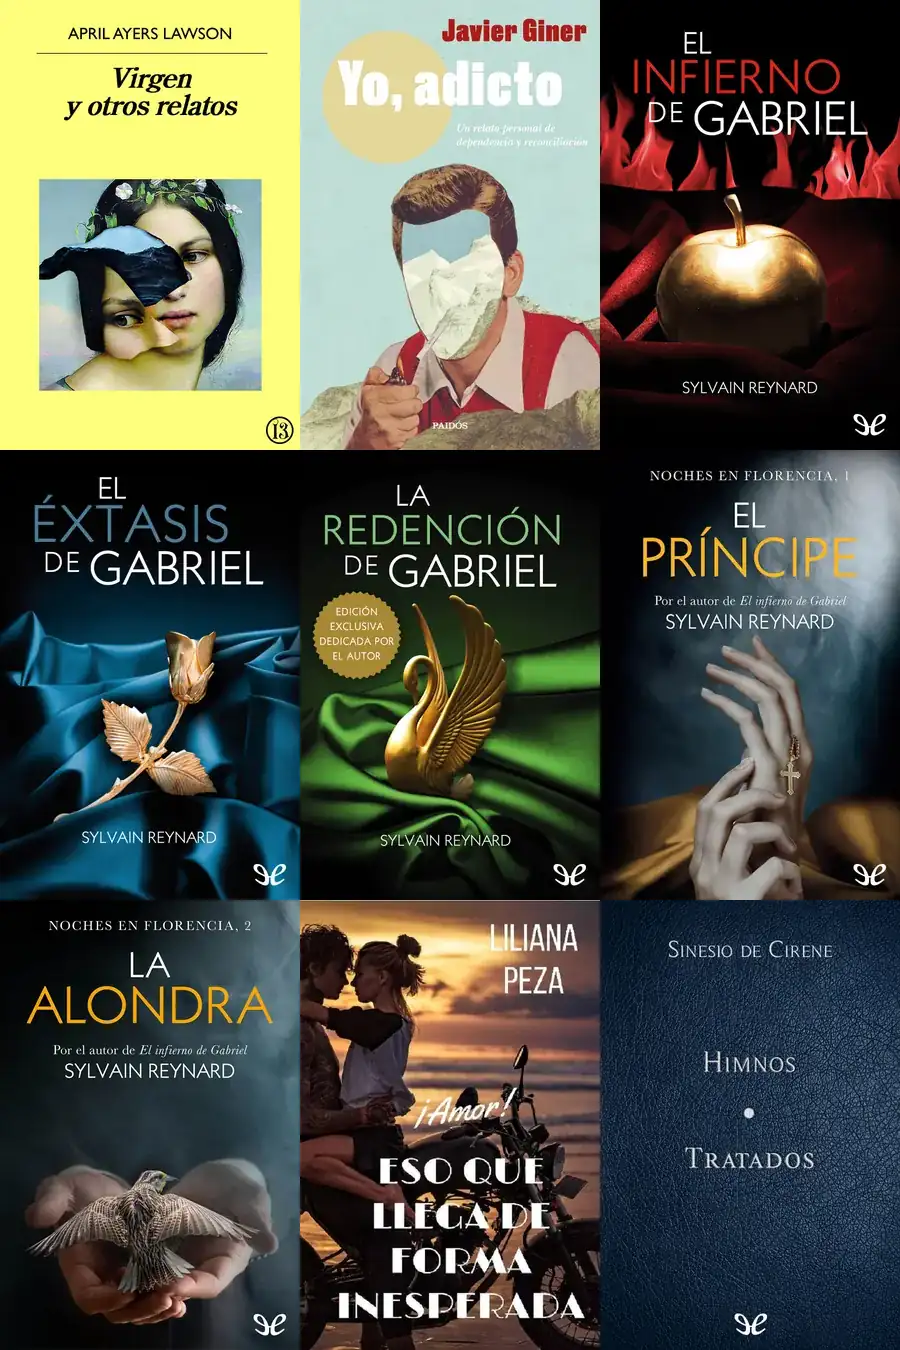 APRIL AYERS LAWSON
Virgen
y otros relatos
13
Javier Giner
Yo, adicto
Un relato personal de
dependencia y reconciliación
PAIDÓS
EL
INFIERNO
DE GABRIEL
SYLVAIN REYNARD
EL
ÉXTASIS
DE GABRIEL
SYLVAIN REYNARD
LA
REDENCIÓN
DE GABRIEL
EDICIÓN
EXCLUSIVA
DEDICADA POR
EL AUTOR
SYLVAIN REYNARD
NOCHES EN FLORENCIA, 1
EL
PRÍNCIPE
Por el autor de El infierno de Gabriel
SYLVAIN REYNARD
NOCHES EN FLORENCIA, 2
LA
ALONDRA
Por el autor de El infierno de Gabriel
SYLVAIN REYNARD
LILIANA
PEZA
¡Amor!
ESO QUE
LLEGA DE
FORMA
INESPERADA
SINESIO DE CIRENE
HIMNOS
TRATADOS